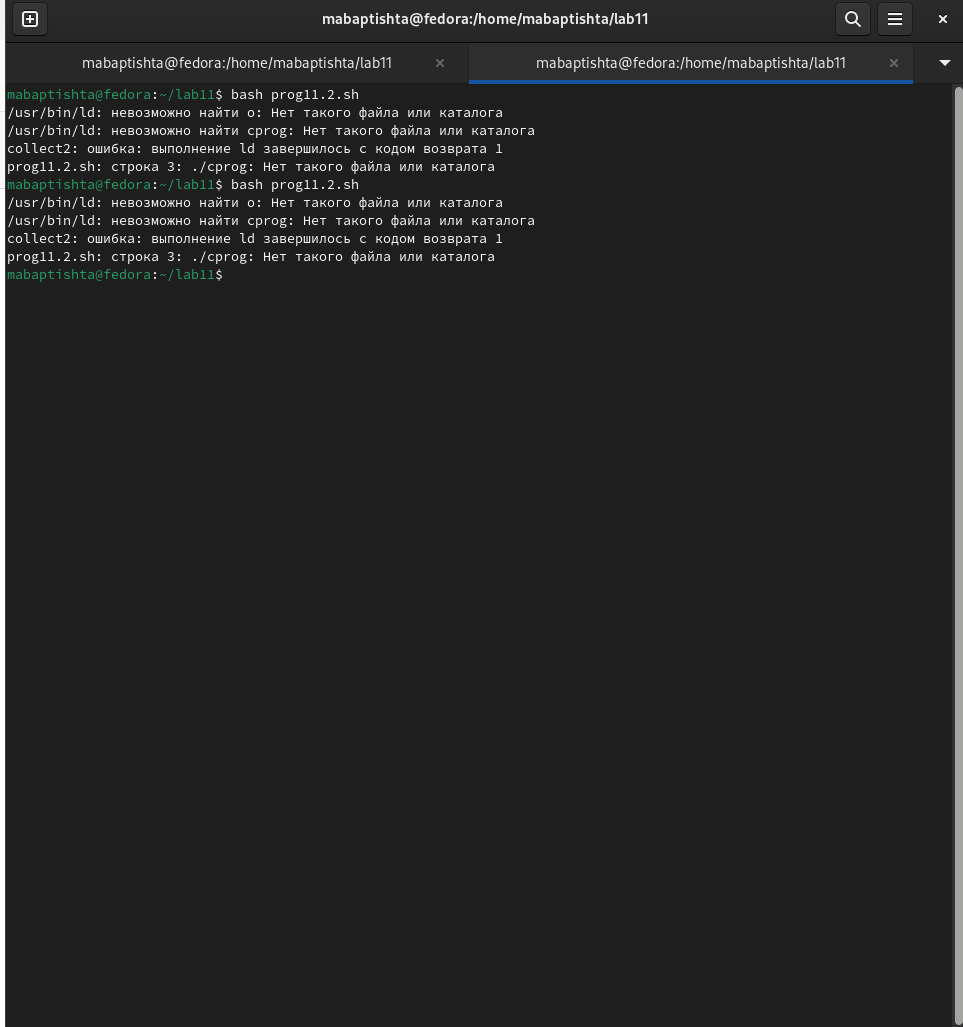 mabaptishta@fedora:/home/mabaptishta/lab11
mabaptishta@fedora:/home/mabaptishta/lab11
mabaptishta@fedora:/home/mabaptishta/lab11
mabaptishta@fedora:~/lab11$ bash prog11.2.sh
/usr/bin/ld: невозможно найти o: Нет такого файла или каталога
/usr/bin/ld: невозможно найти cprog: Нет такого файла или каталога
collect2: ошибка: выполнение ld завершилось с кодом возврата 1
prog11.2.sh: строка 3: ./cprog: Нет такого файла или каталога
mabaptishta@fedora:~/lab11$ bash prog11.2.sh
/usr/bin/ld: невозможно найти o: Нет такого файла или каталога
/usr/bin/ld: невозможно найти cprog: Нет такого файла или каталога
collect2: ошибка: выполнение ld завершилось с кодом возврата 1
prog11.2.sh: строка 3: ./cprog: Нет такого файла или каталога
mabaptishta@fedora:~/lab11$